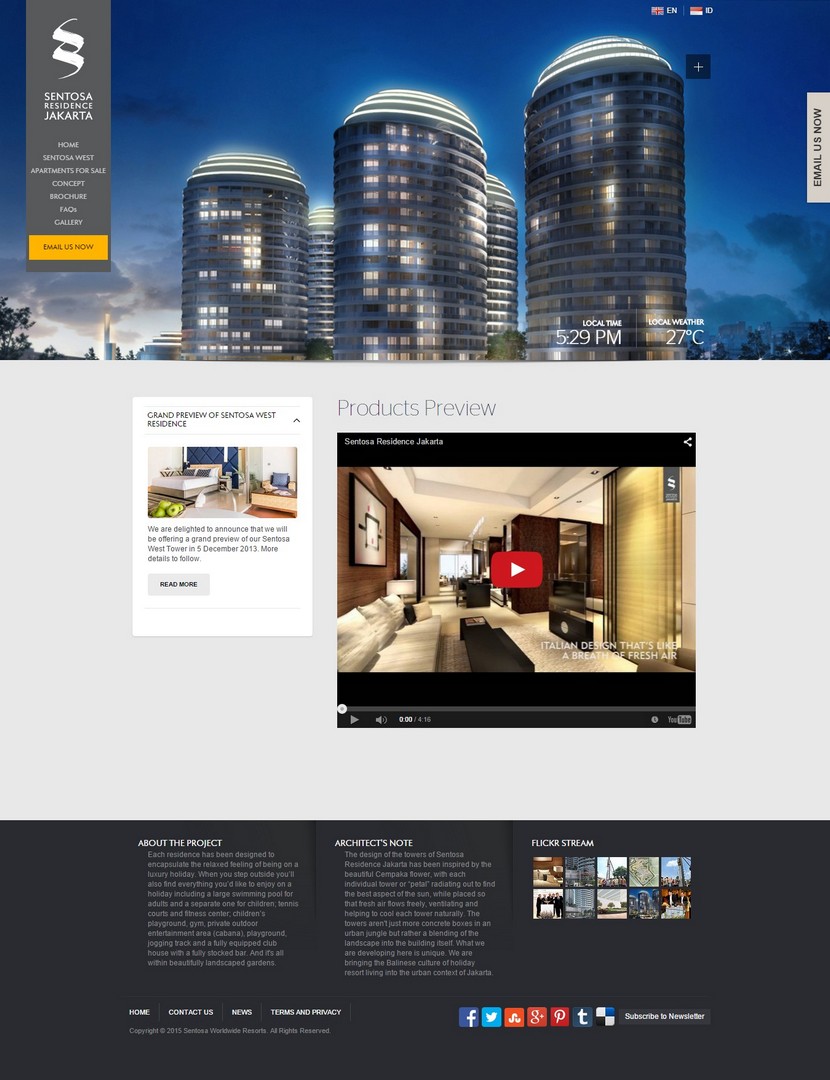 EN
ID
SENTOSA
RESIDENCE
JAKARTA
HOME
SENTOSA WEST
APARTMENTS FOR SALE
CONCEPT
BROCHURE
FAQs
GALLERY
EMAIL US NOW
EMAIL US NOW
LOCAL TIME
5:29 PM
LOCAL WEATHER
27°C
GRAND PREVIEW OF SENTOSA WEST
RESIDENCE
We are delighted to announce that we will
be offering a grand preview of our Sentosa
West Tower in 5 December 2013. More
details to follow.
READ MORE
Products Preview
Sentosa Residence Jakarta
ITALIAN DESIGN THAT'S LIKE
A BREATH OF FRESH AIR
0:00 / 4:16
YouTube
ABOUT THE PROJECT
Each residence has been designed to
encapsulate the relaxed feeling of being on a
luxury holiday. When you step outside you'll
also find everything you'd like to enjoy on a
holiday including a large swimming pool for
adults and a separate one for children; tennis
courts and fitness center; children's
playground, gym, private outdoor
entertainment area (cabana), playground,
jogging track and a fully equipped club
house with a fully stocked bar. And it's all
within beautifully landscaped gardens.
ARCHITECT'S NOTE
The design of the towers of Sentosa
Residence Jakarta has been inspired by the
beautiful Cempaka flower, with each
individual tower or "petal" radiating out to find
the best aspect of the sun, while placed so
that fresh air flows freely, ventilating and
helping to cool each tower naturally. The
towers aren't just more concrete boxes in an
urban jungle but rather a blending of the
landscape into the building itself. What we
are developing here is unique. We are
bringing the Balinese culture of holiday
resort living into the urban context of Jakarta.
FLICKR STREAM
HOME
CONTACT US
NEWS
TERMS AND PRIVACY
Subscribe to Newsletter
Copyright © 2015 Sentosa Worldwide Resorts. All Rights Reserved.